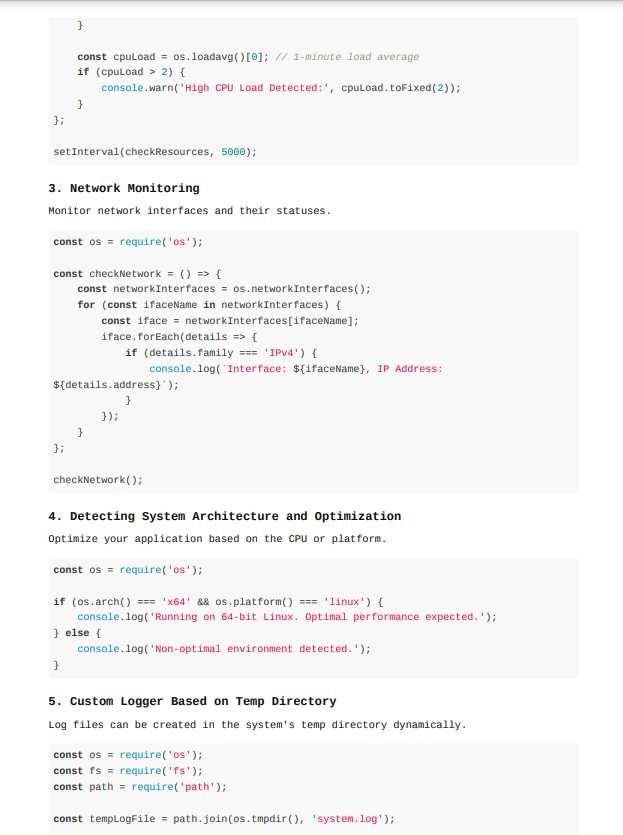 }

    const cpuLoad = os.loadavg()[0]; // 1-minute load average
    if (cpuLoad > 2) {
        console.warn('High CPU Load Detected:', cpuLoad.toFixed(2));
    }
};

setInterval(checkResources, 5000);

3. Network Monitoring
Monitor network interfaces and their statuses.

const os = require('os');

const checkNetwork = () => {
    const networkInterfaces = os.networkInterfaces();
    for (const ifaceName in networkInterfaces) {
        const iface = networkInterfaces[ifaceName];
        iface.forEach(details => {
            if (details.family === 'IPv4') {
                console.log(`Interface: ${ifaceName}, IP Address:
${details.address}`);
            }
        });
    }
};

checkNetwork();

4. Detecting System Architecture and Optimization
Optimize your application based on the CPU or platform.

const os = require('os');

if (os.arch() === 'x64' && os.platform() === 'linux') {
    console.log('Running on 64-bit Linux. Optimal performance expected.');
} else {
    console.log('Non-optimal environment detected.');
}

5. Custom Logger Based on Temp Directory
Log files can be created in the system's temp directory dynamically.

const os = require('os');
const fs = require('fs');
const path = require('path');

const tempLogFile = path.join(os.tmpdir(), 'system.log');